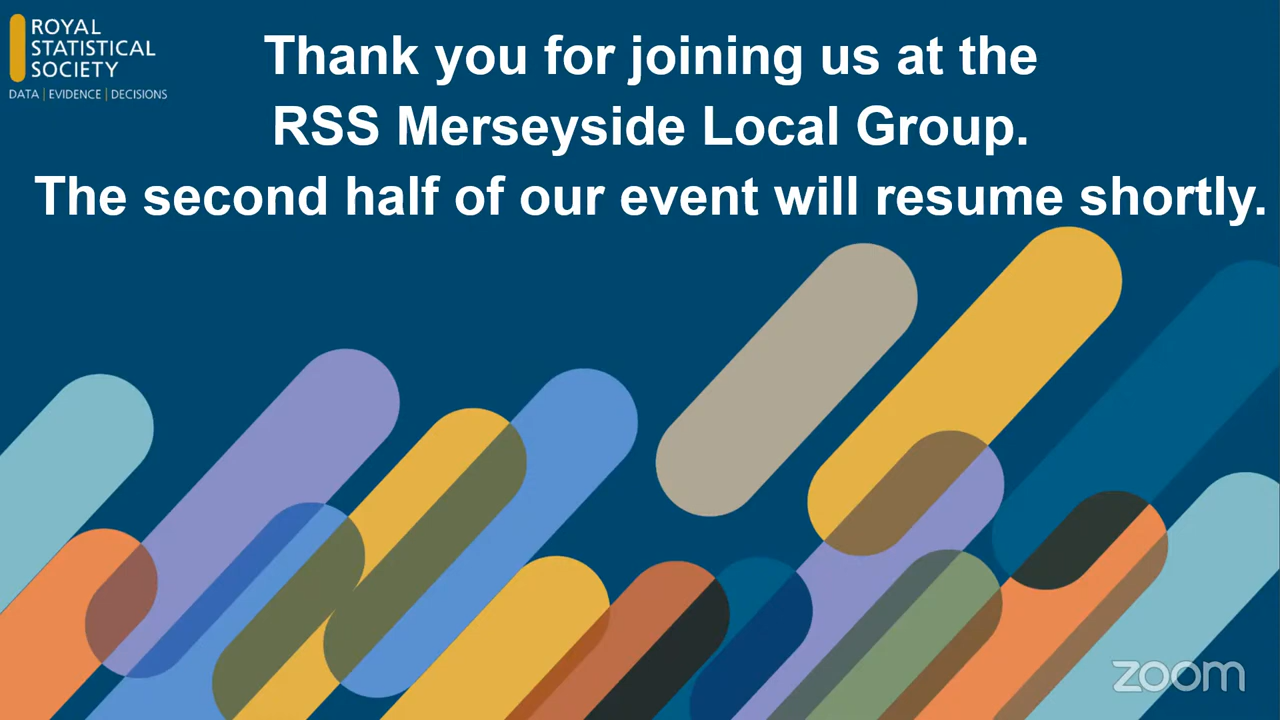 ROYAL
STATISTICAL
SOCIETY
DATA | EVIDENCE | DECISIONS
Thank you for joining us at the
RSS Merseyside Local Group.
The second half of our event will resume shortly.
zoom